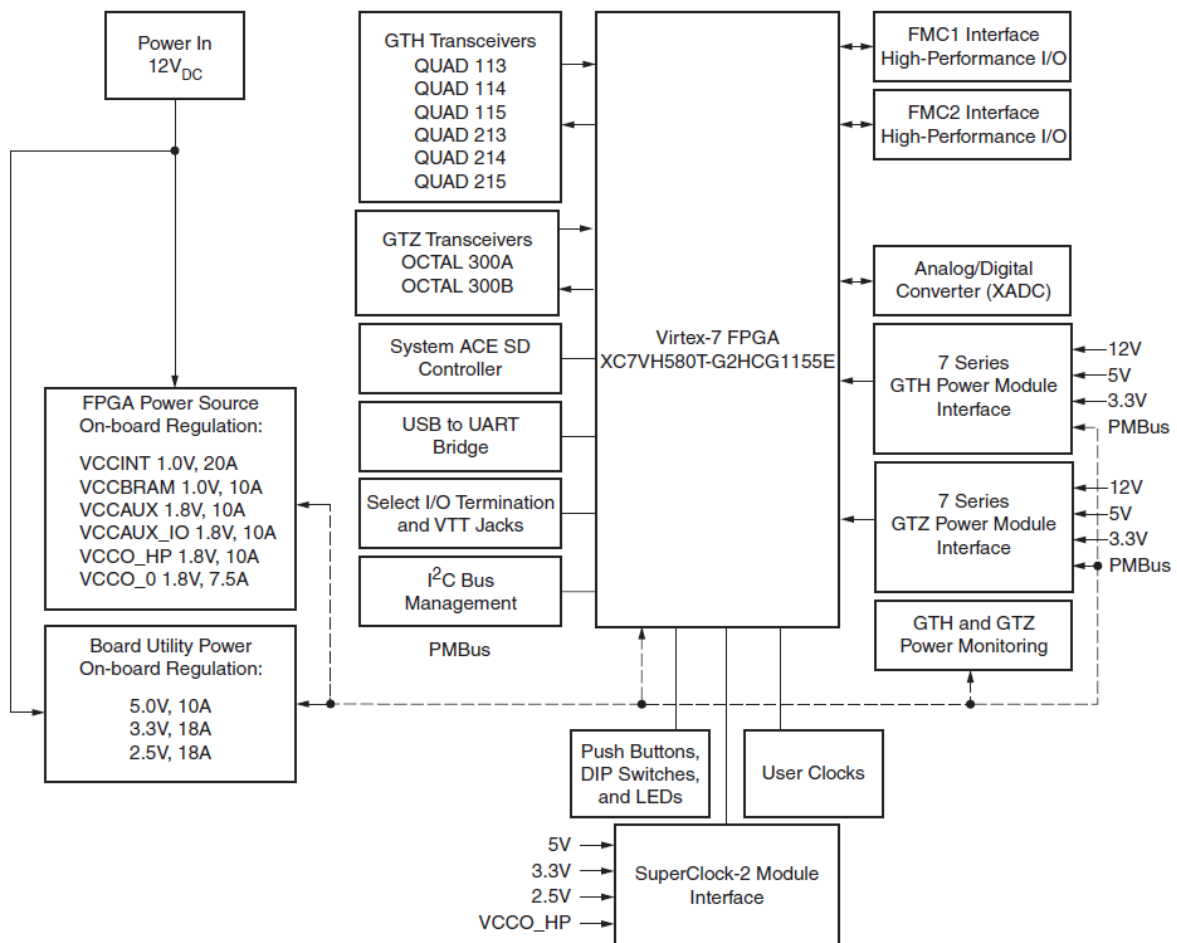 Power In
12V_DC
GTH Transceivers
QUAD 113
QUAD 114
QUAD 115
QUAD 213
QUAD 214
QUAD 215
FMC1 Interface
High-Performance I/O
FMC2 Interface
High-Performance I/O
GTZ Transceivers
OCTAL 300A
OCTAL 300B
Analog/Digital
Converter (XADC)
Virtex-7 FPGA
XC7VH580T-G2HCG1155E
System ACE SD
Controller
USB to UART
Bridge
Select I/O Termination
and VTT Jacks
I²C Bus
Management
PMBus
7 Series
GTH Power Module
Interface
12V
5V
3.3V
PMBus
7 Series
GTZ Power Module
Interface
12V
5V
3.3V
PMBus
GTH and GTZ
Power Monitoring
FPGA Power Source
On-board Regulation:
VCCINT 1.0V, 20A
VCCBRAM 1.0V, 10A
VCCAUX 1.8V, 10A
VCCAUX_IO 1.8V, 10A
VCCO_HP 1.8V, 10A
VCCO_0 1.8V, 7.5A
Board Utility Power
On-board Regulation:
5.0V, 10A
3.3V, 18A
2.5V, 18A
Push Buttons,
DIP Switches,
and LEDs
User Clocks
5V
3.3V
2.5V
VCCO_HP
SuperClock-2 Module
Interface